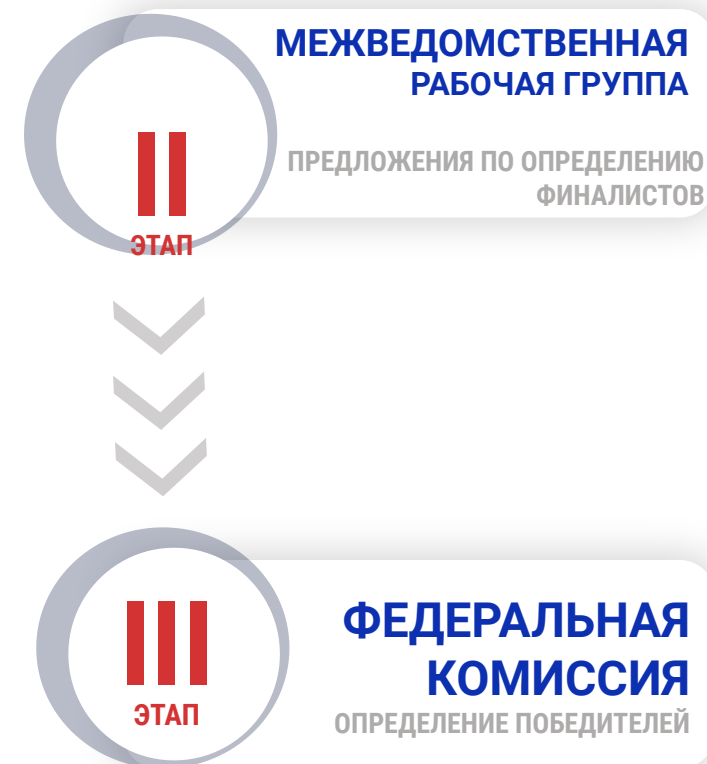 МЕЖВЕДОМСТВЕННАЯ
РАБОЧАЯ ГРУППА
ПРЕДЛОЖЕНИЯ ПО ОПРЕДЕЛЕНИЮ
ФИНАЛИСТОВ
II
ЭТАП
ФЕДЕРАЛЬНАЯ
КОМИССИЯ
ОПРЕДЕЛЕНИЕ ПОБЕДИТЕЛЕЙ
III
ЭТАП